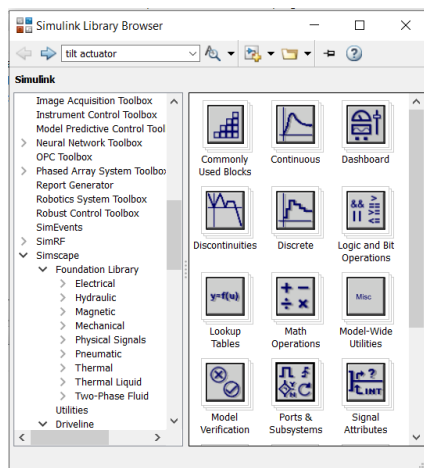 Simulink Library Browser
tilt actuator
Simulink
Image Acquisition Toolbox
Instrument Control Toolbox
Model Predictive Control Tool
Neural Network Toolbox
OPC Toolbox
Phased Array System Toolbox
Report Generator
Robotics System Toolbox
Robust Control Toolbox
SimEvents
SimRF
Simscape
Foundation Library
Electrical
Hydraulic
Magnetic
Mechanical
Physical Signals
Pneumatic
Thermal
Thermal Liquid
Two-Phase Fluid
Utilities
Driveline
Commonly
Used Blocks
Continuous
Dashboard
Discontinuities
Discrete
&& >=
|| <=
Logic and Bit
Operations
y=f(u)
Lookup
Tables
+ −
÷ ×
Math
Operations
Misc
Model-Wide
Utilities
Model
Verification
Ports &
Subsystems
?
INT
Signal
Attributes